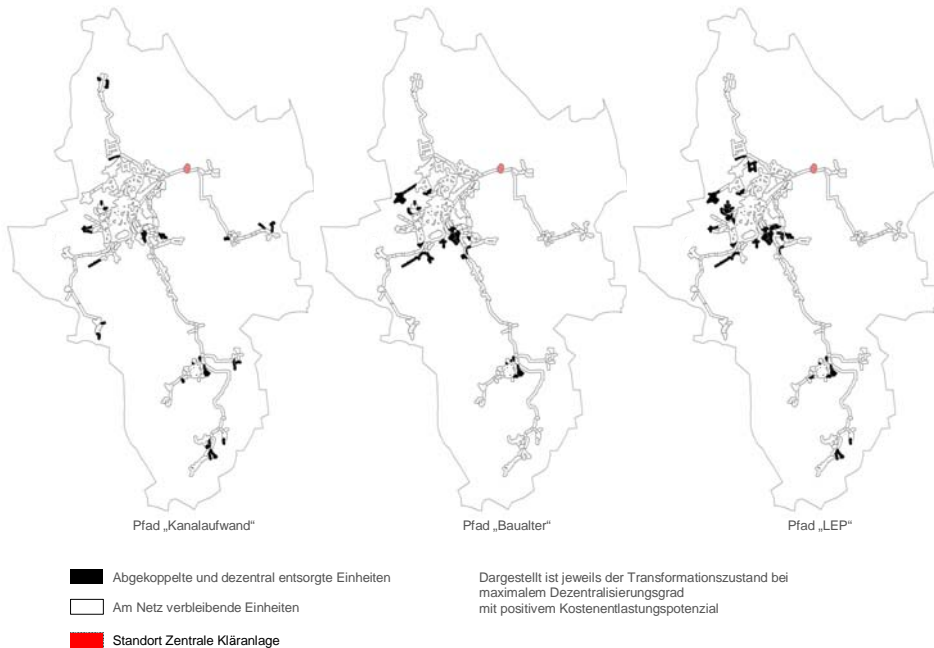 Pfad „Kanalaufwand“
Pfad „Baualter“
Pfad „LEP“
Abgekoppelte und dezentral entsorgte Einheiten
Am Netz verbleibende Einheiten
Standort Zentrale Kläranlage
Dargestellt ist jeweils der Transformationszustand bei
maximalem Dezentralisierungsgrad
mit positivem Kostenentlastungspotenzial